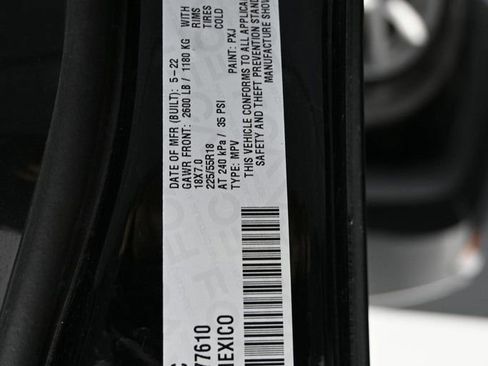 DATE OF MFR (BUILT): 5-22
GAWR FRONT: 2600 LB / 1180 KG WITH
18X7.0 RIMS
225/55R18 TIRES
AT 240 kPa / 35 PSI COLD
TYPE: MPV PAINT: PXJ
THIS VEHICLE CONFORMS TO ALL APPLICA
SAFETY AND THEFT PREVENTION STAND
MANUFACTURE SHOW
77610
MEXICO